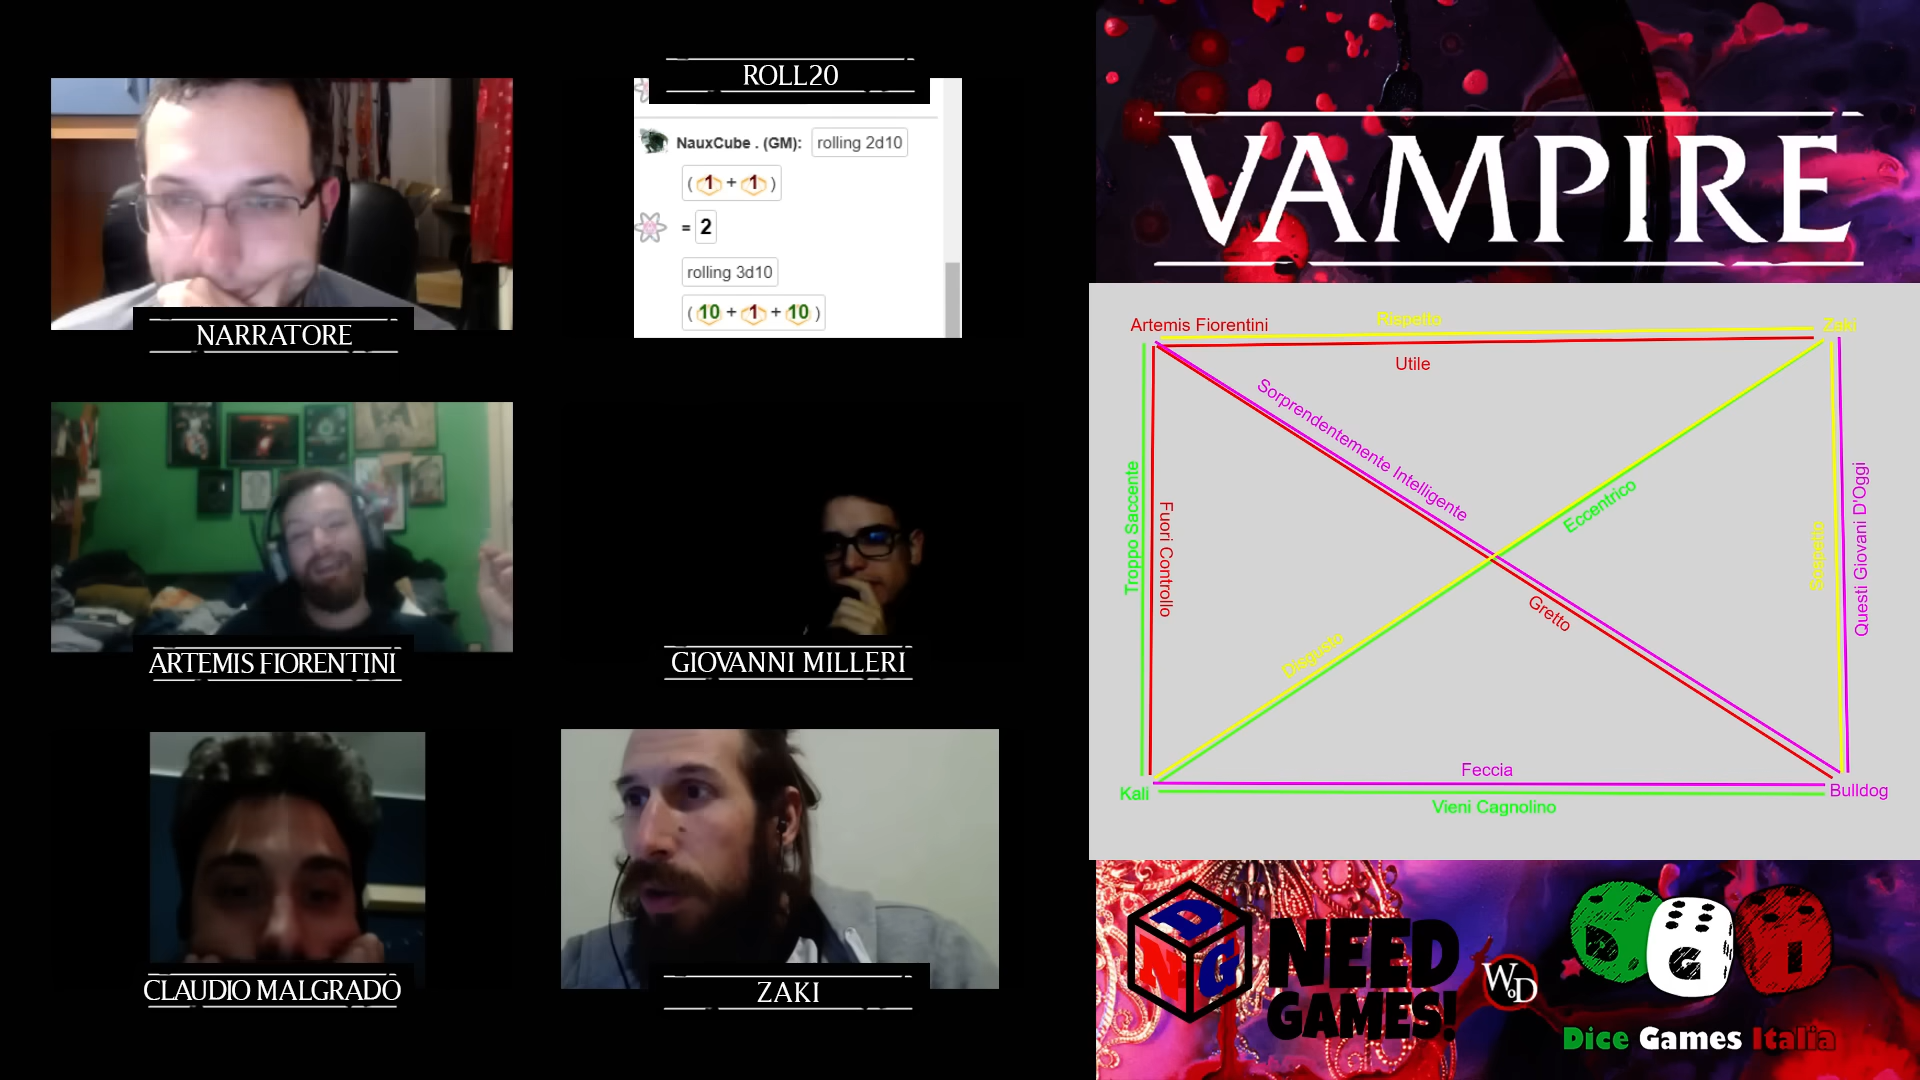 ROLL20
NauxCube . (GM): rolling 2d10
( 1 + 1 )
= 2
rolling 3d10
( 10 + 1 + 10 )
NARRATORE
ARTEMIS FIORENTINI
GIOVANNI MILLERI
CLAUDIO MALGRADO
ZAKI
VAMPIRE
Artemis Fiorentini
Rispetto
Zaki
Utile
Sorprendentemente Intelligente
Troppo Saccente
Fuori Controllo
Eccentrico
Sospetto
Questi Giovani D'Oggi
Gretto
Disgusto
Feccia
Kali
Bulldog
Vieni Cagnolino
D
N G
NEED
GAMES!
WoD
D G I
Dice Games Italia